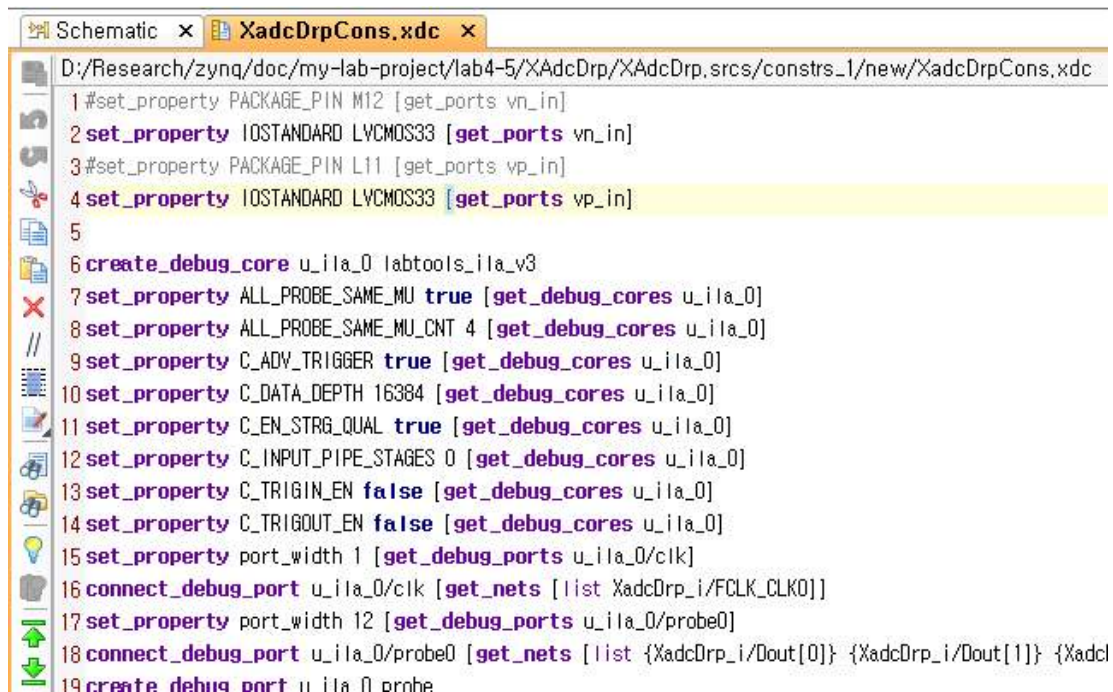 Schematic × XadcDrpCons.xdc ×
D:/Research/zynq/doc/my-lab-project/lab4-5/XAdcDrp/XAdcDrp.srcs/constrs_1/new/XadcDrpCons.xdc
1 #set_property PACKAGE_PIN M12 [get_ports vn_in]
2 set_property IOSTANDARD LVCMOS33 [get_ports vn_in]
3 #set_property PACKAGE_PIN L11 [get_ports vp_in]
4 set_property IOSTANDARD LVCMOS33 [get_ports vp_in]
5
6 create_debug_core u_ila_0 labtools_ila_v3
7 set_property ALL_PROBE_SAME_MU true [get_debug_cores u_ila_0]
8 set_property ALL_PROBE_SAME_MU_CNT 4 [get_debug_cores u_ila_0]
9 set_property C_ADV_TRIGGER true [get_debug_cores u_ila_0]
10 set_property C_DATA_DEPTH 16384 [get_debug_cores u_ila_0]
11 set_property C_EN_STRG_QUAL true [get_debug_cores u_ila_0]
12 set_property C_INPUT_PIPE_STAGES 0 [get_debug_cores u_ila_0]
13 set_property C_TRIGIN_EN false [get_debug_cores u_ila_0]
14 set_property C_TRIGOUT_EN false [get_debug_cores u_ila_0]
15 set_property port_width 1 [get_debug_ports u_ila_0/clk]
16 connect_debug_port u_ila_0/clk [get_nets [list XadcDrp_i/FCLK_CLK0]]
17 set_property port_width 12 [get_debug_ports u_ila_0/probe0]
18 connect_debug_port u_ila_0/probe0 [get_nets [list {XadcDrp_i/Dout[0]} {XadcDrp_i/Dout[1]} {Xadc
19 create_debug_port u_ila_0 probe